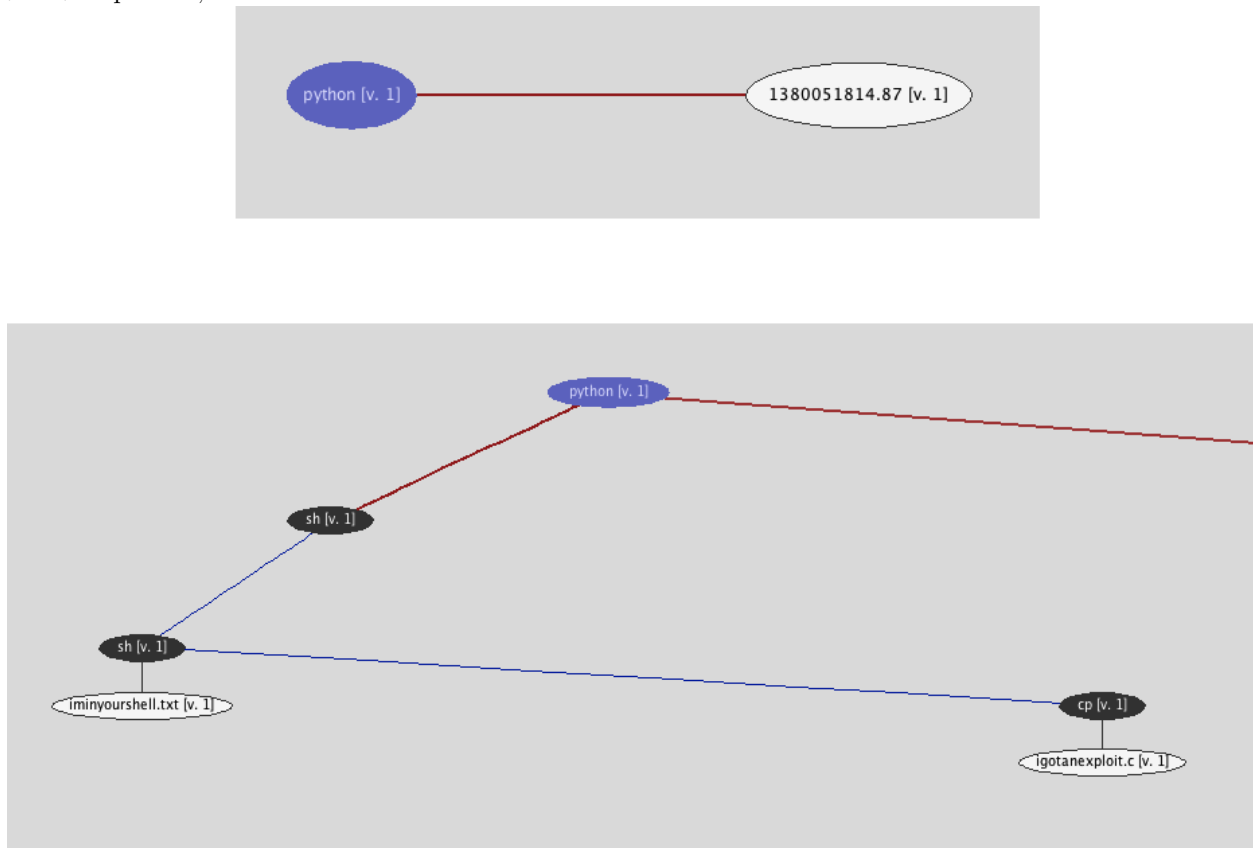 python [v. 1]
1380051814.87 [v. 1]
python [v. 1]
sh [v. 1]
sh [v. 1]
iminyourshell.txt [v. 1]
cp [v. 1]
igotanexploit.c [v. 1]